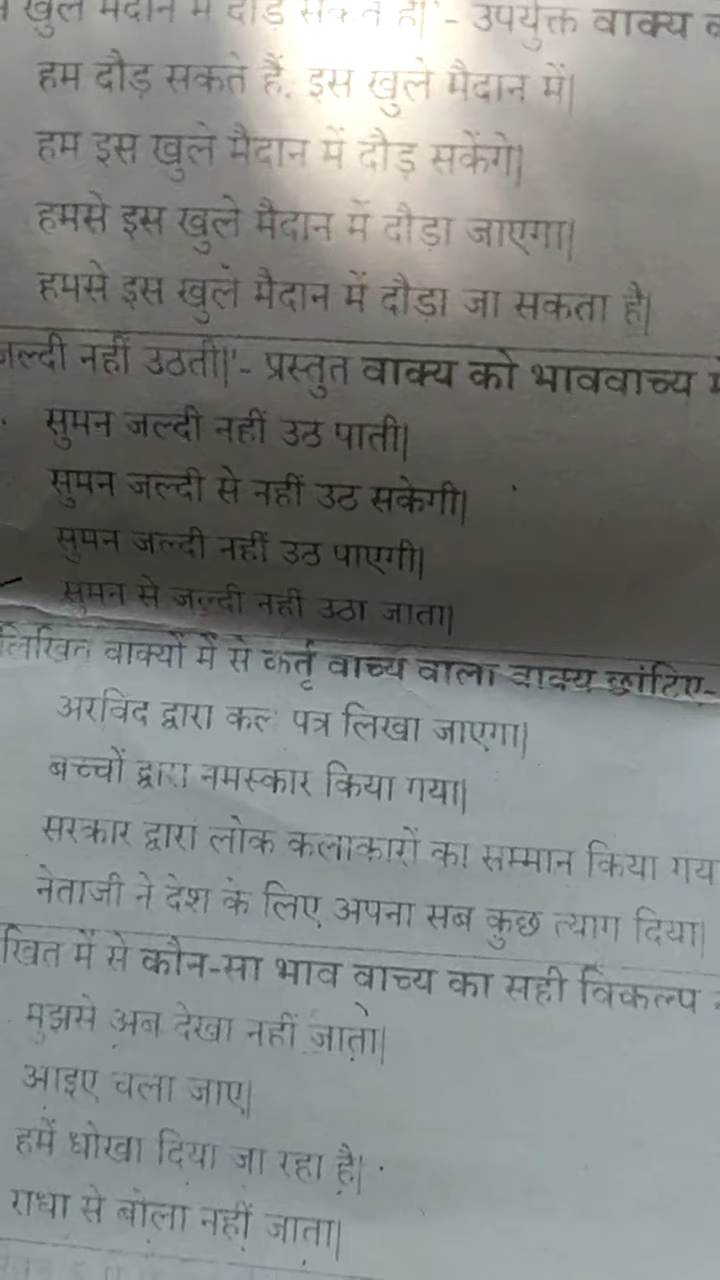 खुले मैदान में दौड़ सकते हैं।'- उपर्युक्त वाक्य
हम दौड़ सकते हैं, इस खुले मैदान में|
हम इस खुले मैदान में दौड़ सकेंगे|
हमसे इस खुले मैदान में दौड़ा जाएगा|
हमसे इस खुले मैदान में दौड़ा जा सकता है|
जल्दी नहीं उठती|'- प्रस्तुत वाक्य को भाववाच्य
सुमन जल्दी नहीं उठ पाती|
सुमन जल्दी से नहीं उठ सकेगी|
सुमन जल्दी नहीं उठ पाएगी|
सुमन से जल्दी नहीं उठा जाता|
लिखित वाक्यों में से कर्तृ वाच्य वाला वाक्य छांटिए-
अरविंद द्वारा कल पत्र लिखा जाएगा|
बच्चों द्वारा नमस्कार किया गया|
सरकार द्वारा लोक कलाकारों का सम्मान किया गय
नेताजी ने देश के लिए अपना सब कुछ त्याग दिया|
खित में से कौन-सा भाव वाच्य का सही विकल्प
मुझसे अब देखा नहीं जाता|
आइए चला जाए|
हमें धोखा दिया जा रहा है|
राधा से बोला नहीं जाता|